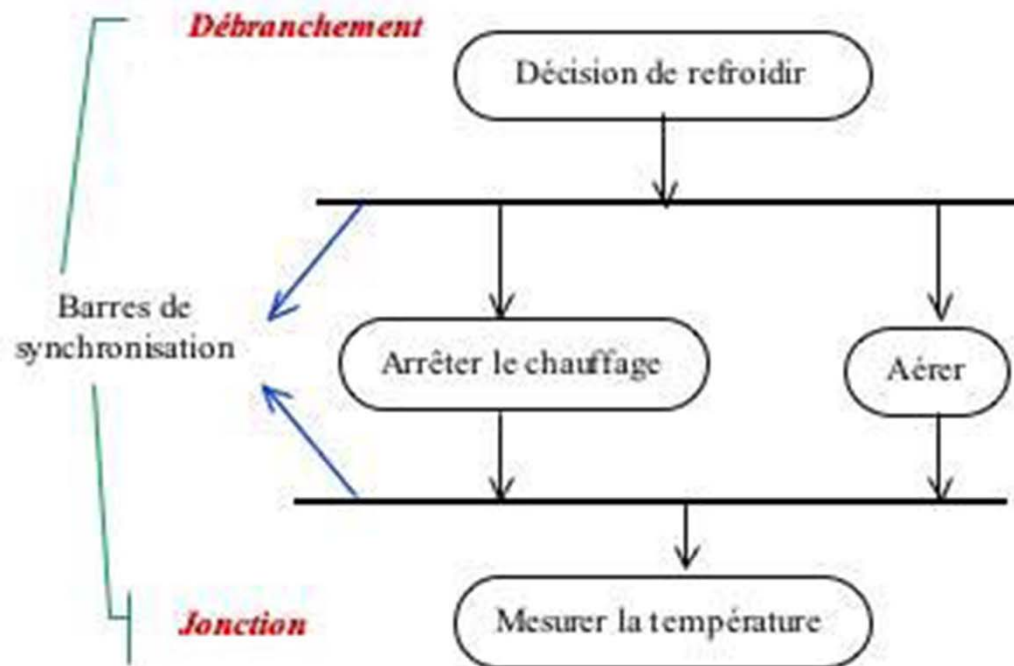 Débranchement
Décision de refroidir
Barres de
synchronisation
Arrêter le chauffage
Aérer
Jonction
Mesurer la température